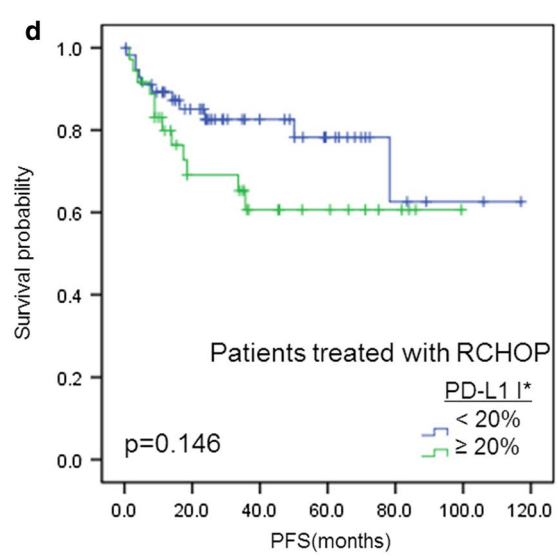 d
Survival probability
1.0
0.8
0.6
0.4
0.2
0.0
Patients treated with RCHOP
PD-L1 I*
< 20%
≥ 20%
p=0.146
0.0 20.0 40.0 60.0 80.0 100.0 120.0
PFS(months)